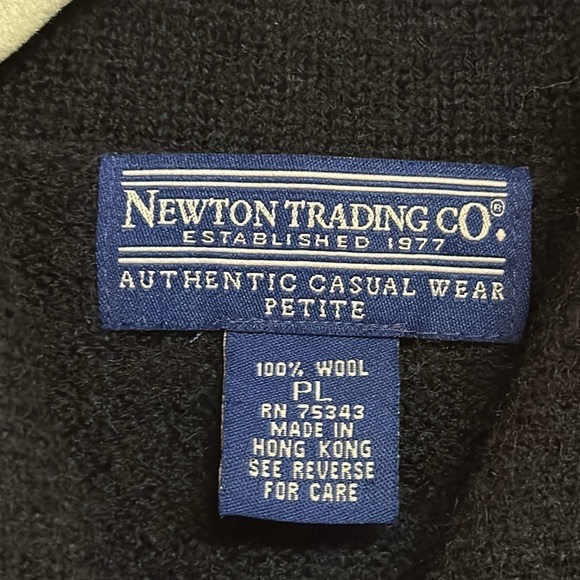 NEWTON TRADING CO.®
ESTABLISHED 1977
AUTHENTIC CASUAL WEAR
PETITE
100% WOOL
PL
RN 75343
MADE IN
HONG KONG
SEE REVERSE
FOR CARE